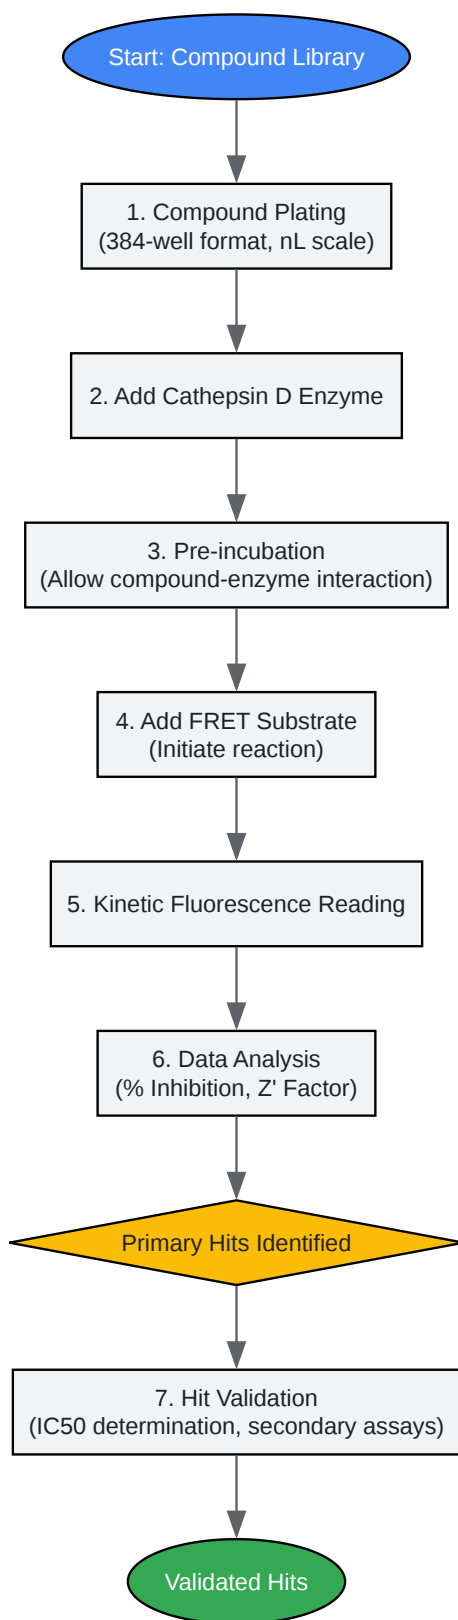 Start: Compound Library
1. Compound Plating
(384-well format, nL scale)
2. Add Cathepsin D Enzyme
3. Pre-incubation
(Allow compound-enzyme interaction)
4. Add FRET Substrate
(Initiate reaction)
5. Kinetic Fluorescence Reading
6. Data Analysis
(% Inhibition, Z' Factor)
Primary Hits Identified
7. Hit Validation
(IC50 determination, secondary assays)
Validated Hits